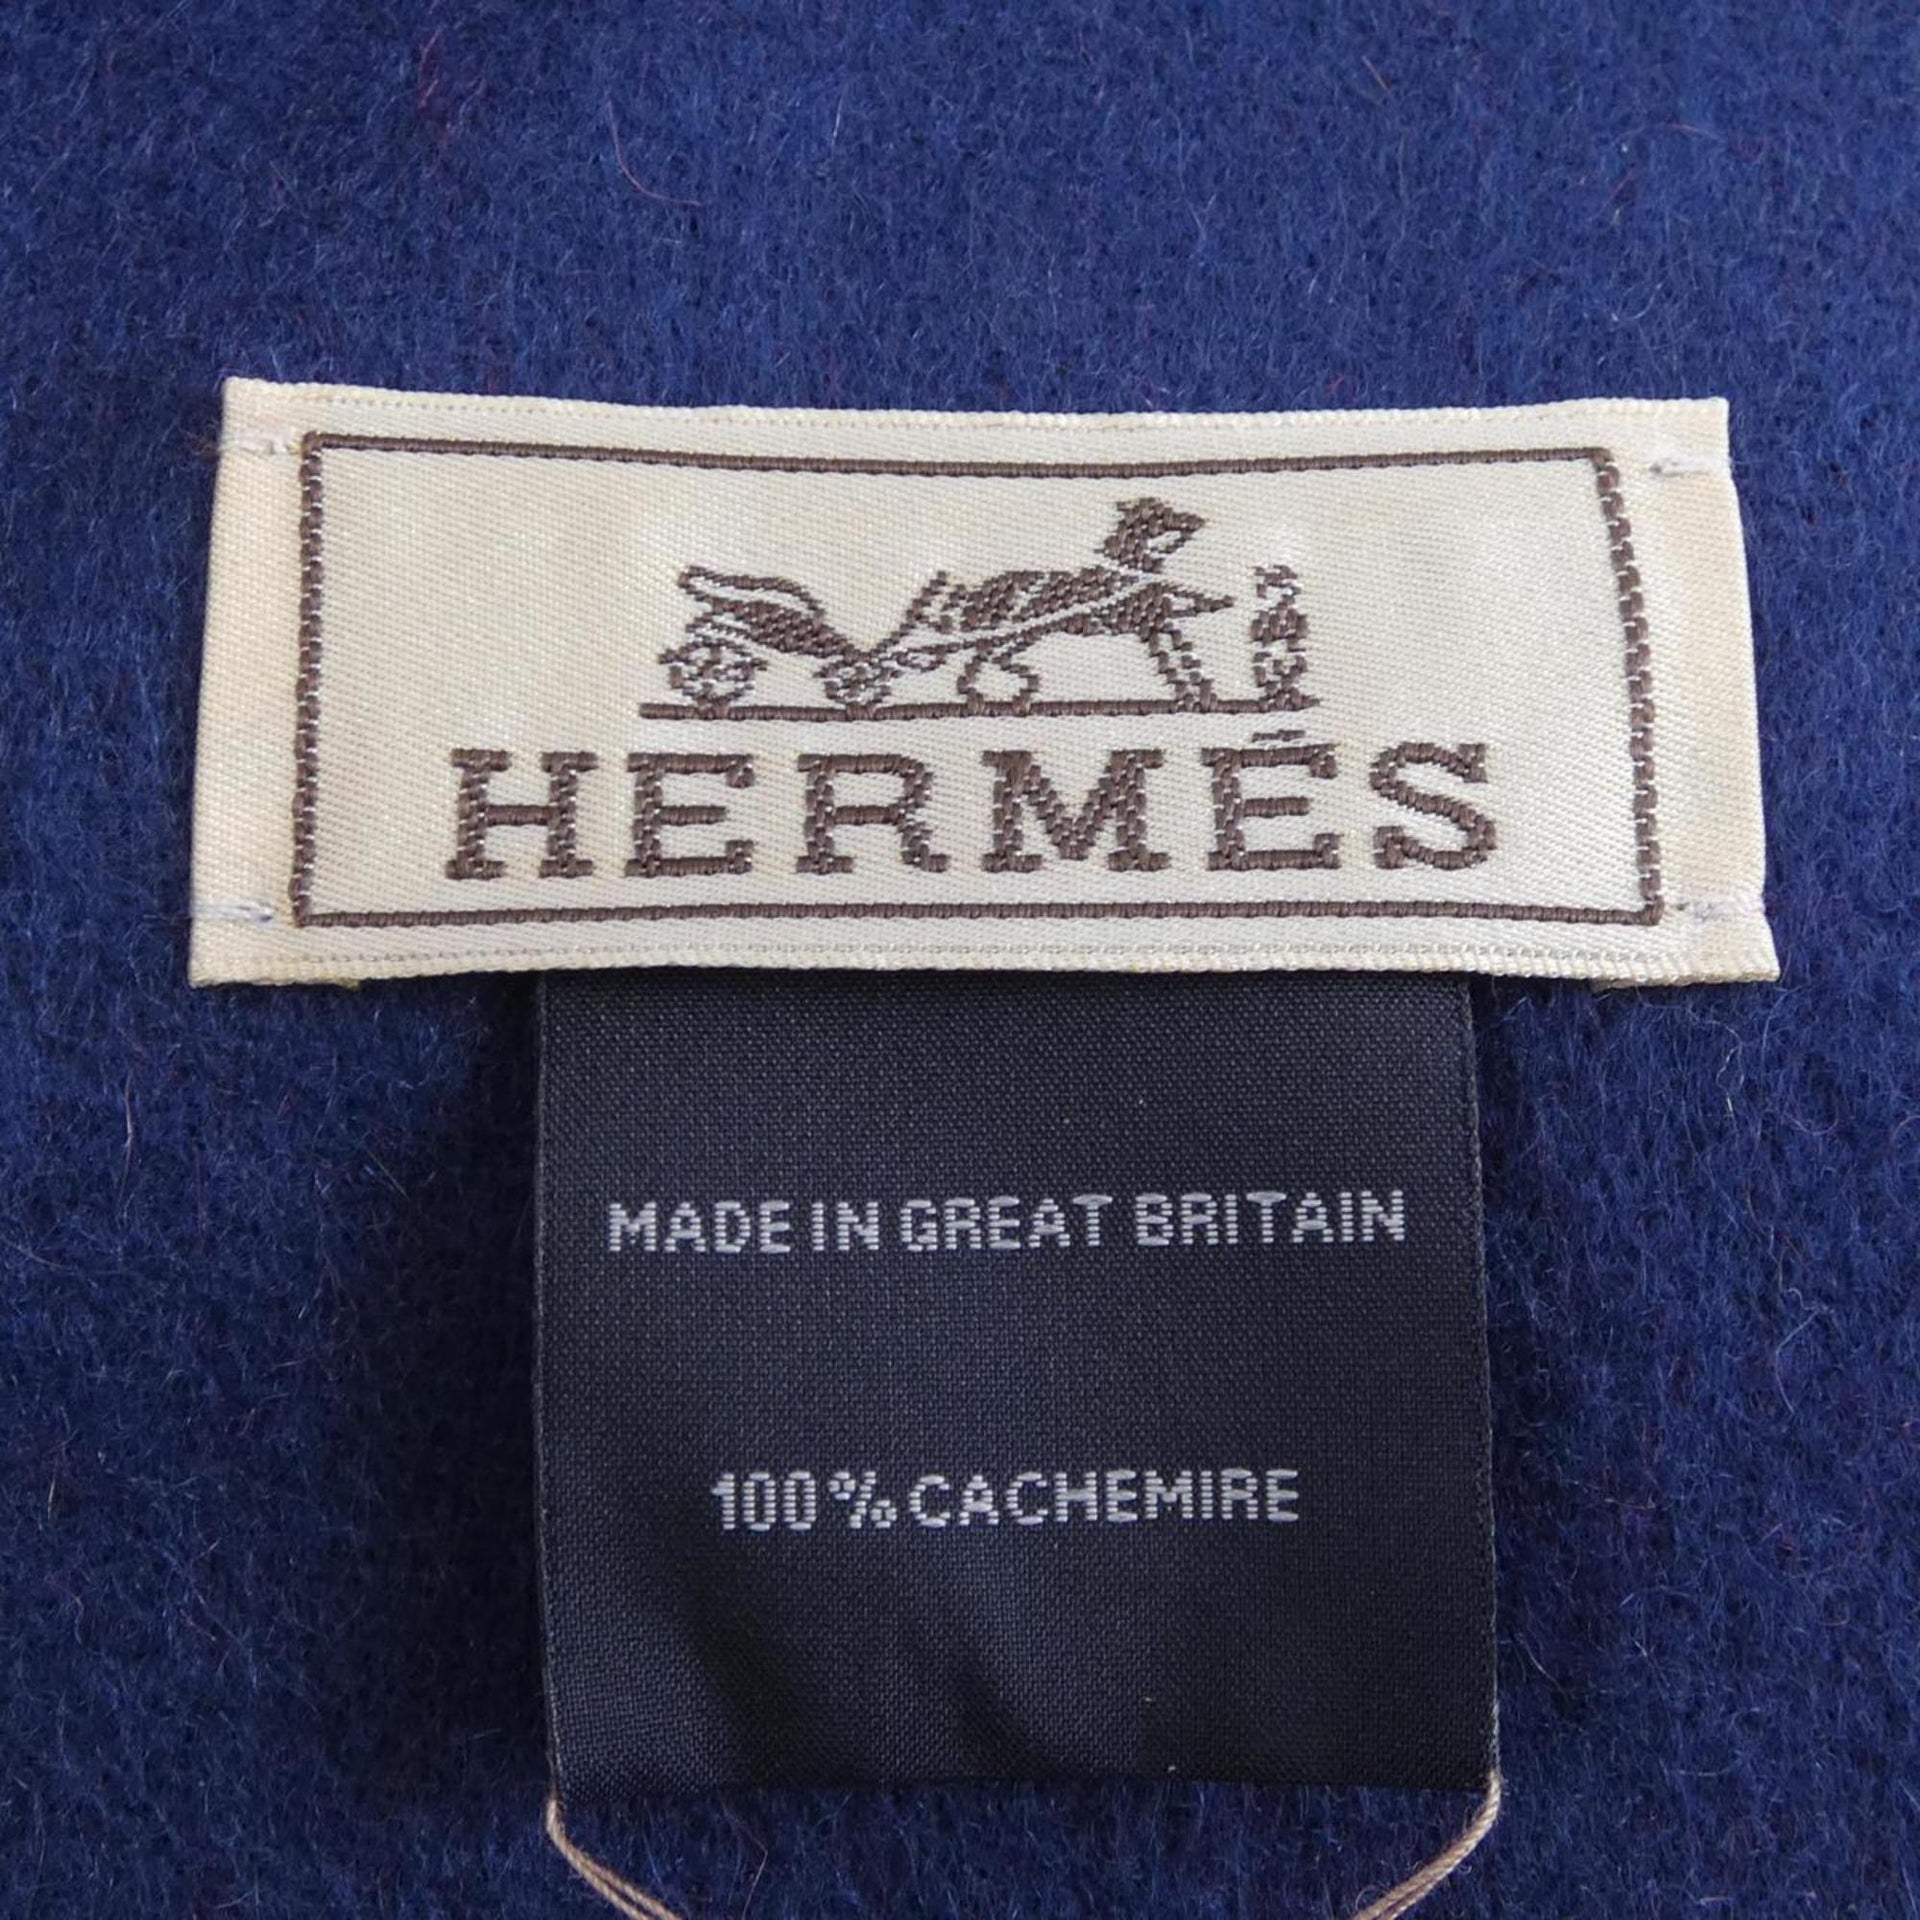 HERMÈS
MADE IN GREAT BRITAIN
100% CACHEMIRE